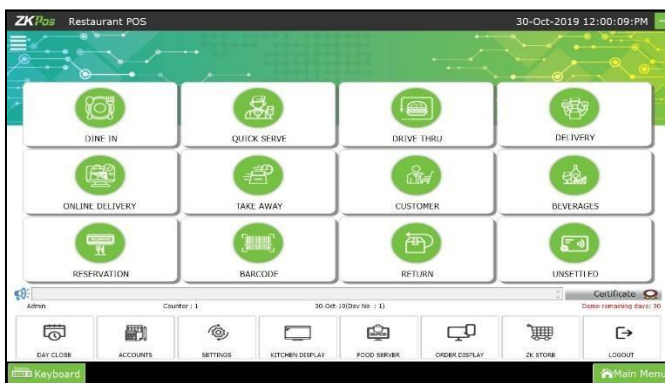 ZKPos Restaurant POS 30-Oct-2019 12:00:09:PM
DINE IN QUICK SERVE DRIVE THRU DELIVERY
ONLINE DELIVERY TAKE AWAY CUSTOMER BEVERAGES
RESERVATION BARCODE RETURN UNSETTLED
Certificate
Admin Counter : 1 30-Oct-19(Day No : 1) Demo remaining days: 30
DAY CLOSE ACCOUNTS SETTINGS KITCHEN DISPLAY FOOD SERVER ORDER DISPLAY ZK STORE LOGOUT
Keyboard Main Menu